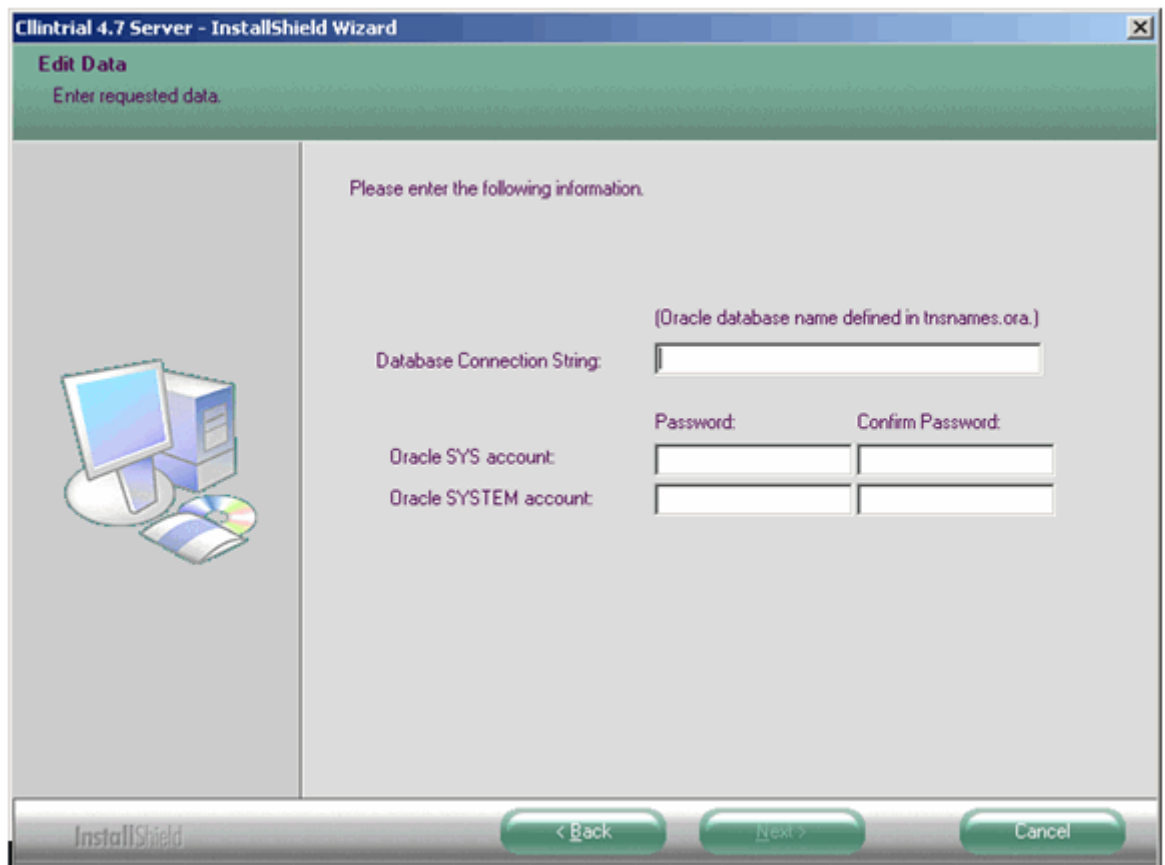 Cllintrial 4.7 Server - InstallShield Wizard
Edit Data
Enter requested data.
Please enter the following information.
(Oracle database name defined in tnsnames.ora.)
Database Connection String:
Password: Confirm Password:
Oracle SYS account:
Oracle SYSTEM account:
InstallShield
< Back Next > Cancel